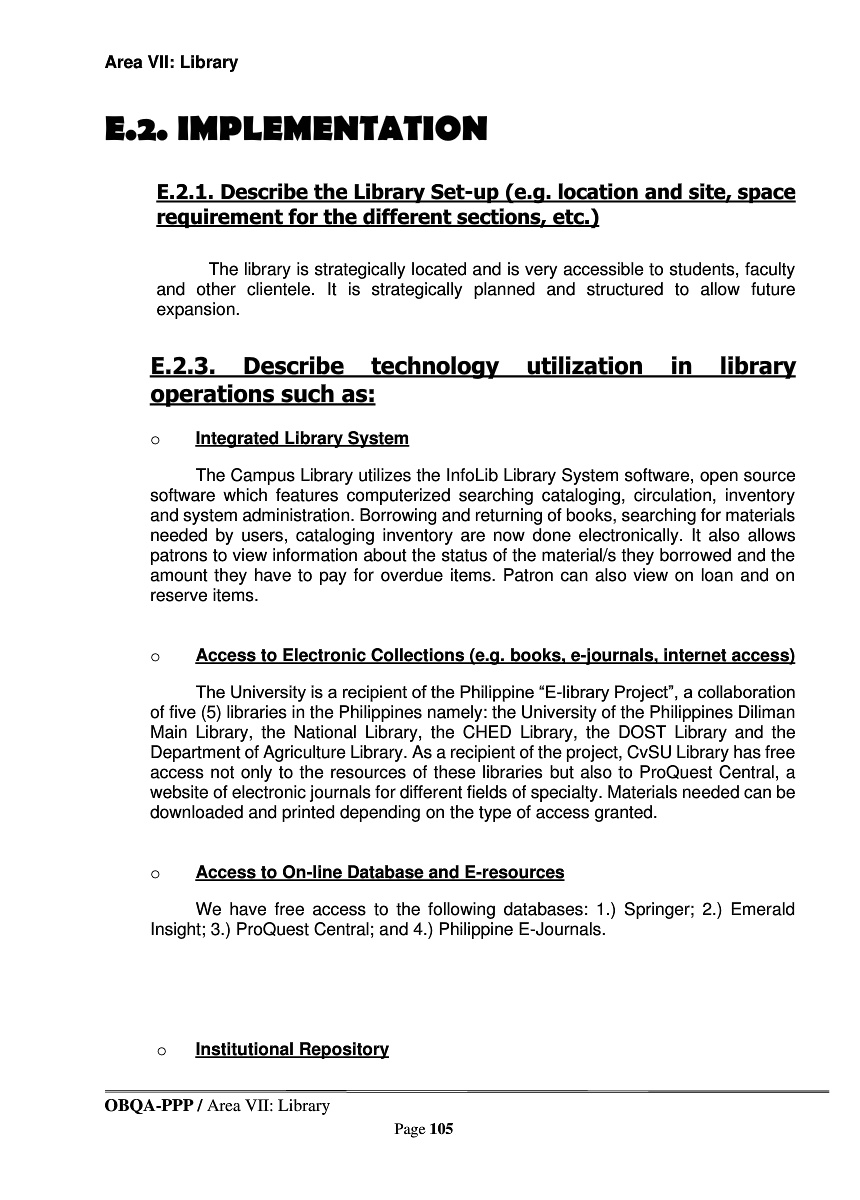 Area VII: Library
E.2. IMPLEMENTATION
E.2.1. Describe the Library Set-up (e.g. location and site, space
requirement for the different sections, etc.)
The library is strategically located and is very accessible to students, faculty
and other clientele. It is strategically planned and structured to allow future
expansion.
E.2.3. Describe technology utilization in library
operations such as:
o Integrated Library System
The Campus Library utilizes the InfoLib Library System software, open source
software which features computerized searching cataloging, circulation, inventory
and system administration. Borrowing and returning of books, searching for materials
needed by users, cataloging inventory are now done electronically. It also allows
patrons to view information about the status of the material/s they borrowed and the
amount they have to pay for overdue items. Patron can also view on loan and on
reserve items.
o Access to Electronic Collections (e.g. books, e-journals, internet access)
The University is a recipient of the Philippine “E-library Project”, a collaboration
of five (5) libraries in the Philippines namely: the University of the Philippines Diliman
Main Library, the National Library, the CHED Library, the DOST Library and the
Department of Agriculture Library. As a recipient of the project, CvSU Library has free
access not only to the resources of these libraries but also to ProQuest Central, a
website of electronic journals for different fields of specialty. Materials needed can be
downloaded and printed depending on the type of access granted.
o Access to On-line Database and E-resources
We have free access to the following databases: 1.) Springer; 2.) Emerald
Insight; 3.) ProQuest Central; and 4.) Philippine E-Journals.
o Institutional Repository
OBQA-PPP / Area VII: Library
Page 105